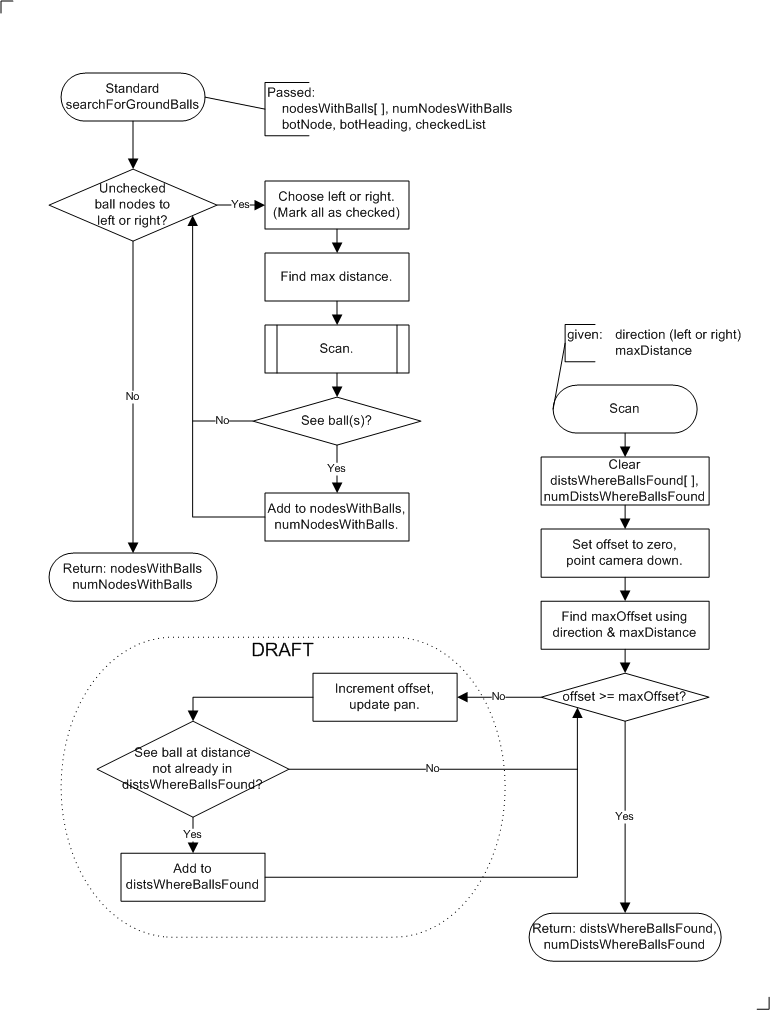 Standard
searchForGroundBalls
Passed:
nodesWithBalls[ ], numNodesWithBalls
botNode, botHeading, checkedList
Unchecked
ball nodes to
left or right?
Yes
Choose left or right.
(Mark all as checked)
Find max distance.
Scan.
No
No
See ball(s)?
Yes
Add to nodesWithBalls,
numNodesWithBalls.
Return: nodesWithBalls
numNodesWithBalls
given: direction (left or right)
maxDistance
Scan
Clear
distsWhereBallsFound[ ],
numDistsWhereBallsFound
Set offset to zero,
point camera down.
Find maxOffset using
direction & maxDistance
offset >= maxOffset?
No
Yes
DRAFT
Increment offset,
update pan.
See ball at distance
not already in
distsWhereBallsFound?
No
Yes
Add to
distsWhereBallsFound
Return: distsWhereBallsFound,
numDistsWhereBallsFound